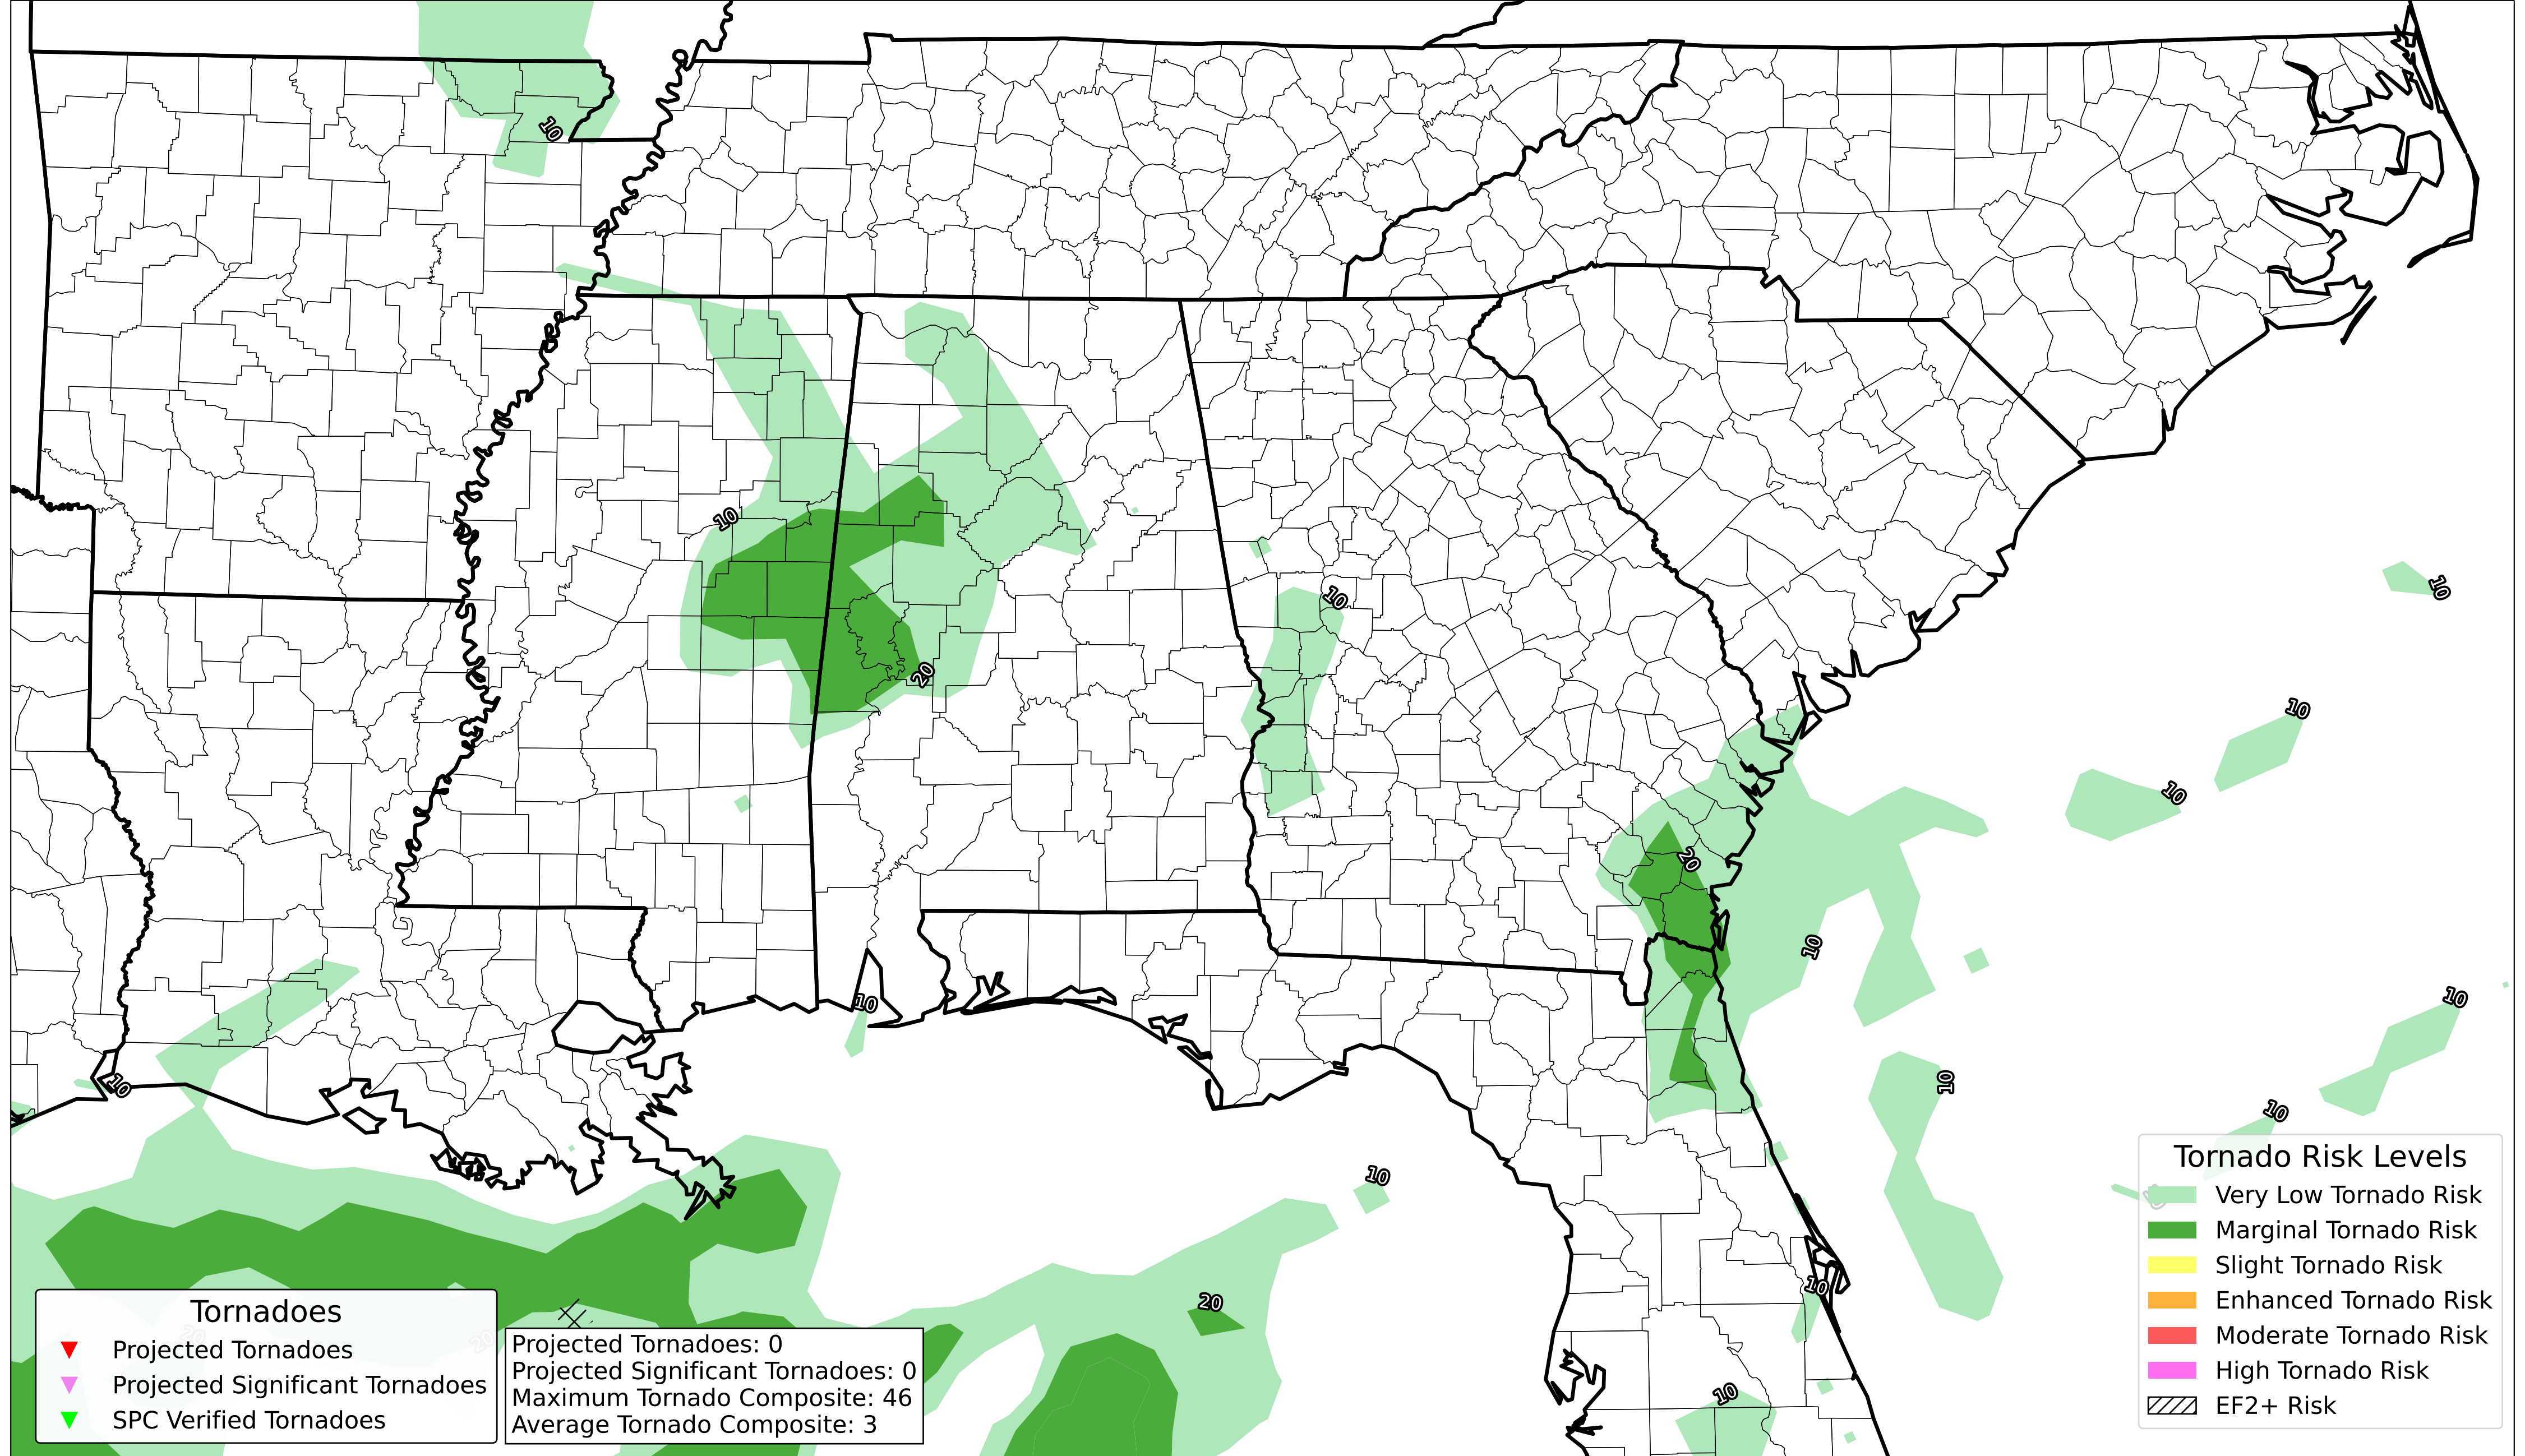 10
10
20
10
10
10
10
20
10
10
10
10
10
10
10
10
20
10
10
Tornado Risk Levels
Very Low Tornado Risk
Marginal Tornado Risk
Slight Tornado Risk
Enhanced Tornado Risk
Moderate Tornado Risk
High Tornado Risk
EF2+ Risk
Tornadoes
Projected Tornadoes
Projected Significant Tornadoes
SPC Verified Tornadoes
Projected Tornadoes: 0
Projected Significant Tornadoes: 0
Maximum Tornado Composite: 46
Average Tornado Composite: 3